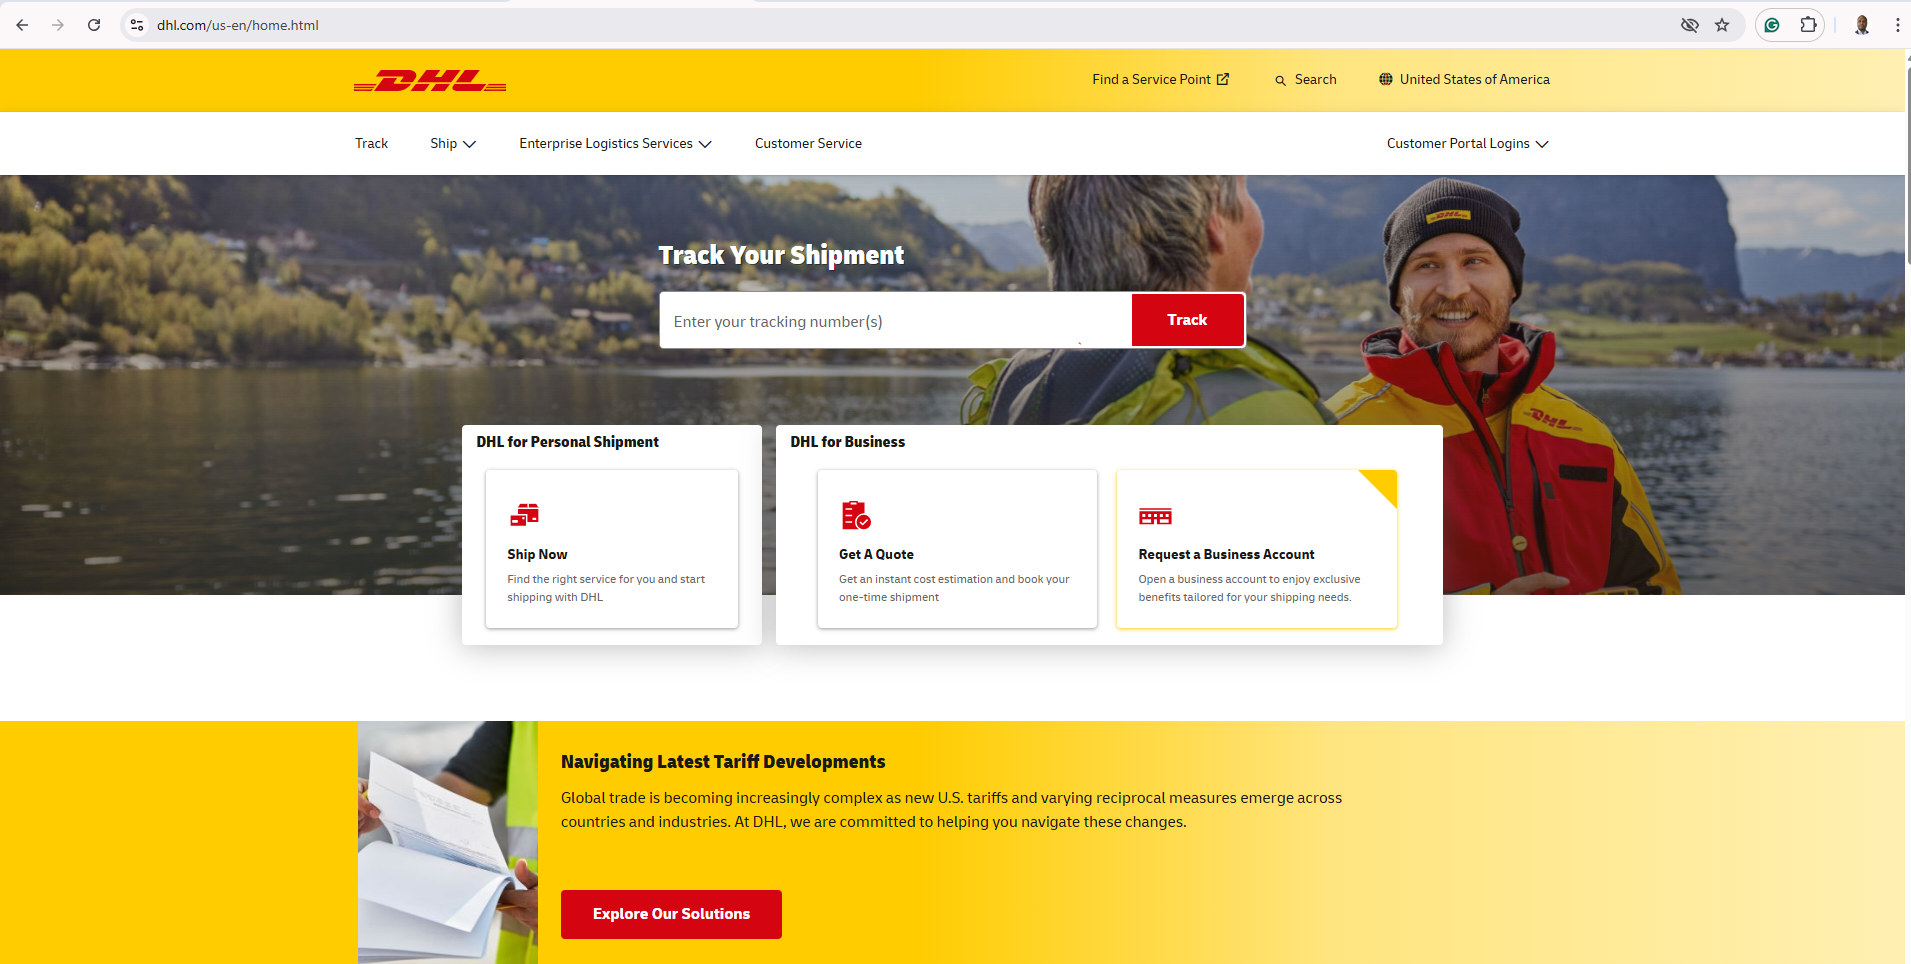 dhl.com/us-en/home.html
DHL
Find a Service Point
Search
United States of America
Track
Ship
Enterprise Logistics Services
Customer Service
Customer Portal Logins
DHL
Track Your Shipment
Enter your tracking number(s)
Track
DHL
DHL for Personal Shipment
DHL for Business
Ship Now
Find the right service for you and start
shipping with DHL
Get A Quote
Get an instant cost estimation and book your
one-time shipment
Request a Business Account
Open a business account to enjoy exclusive
benefits tailored for your shipping needs.
Navigating Latest Tariff Developments
Global trade is becoming increasingly complex as new U.S. tariffs and varying reciprocal measures emerge across
countries and industries. At DHL, we are committed to helping you navigate these changes.
Explore Our Solutions